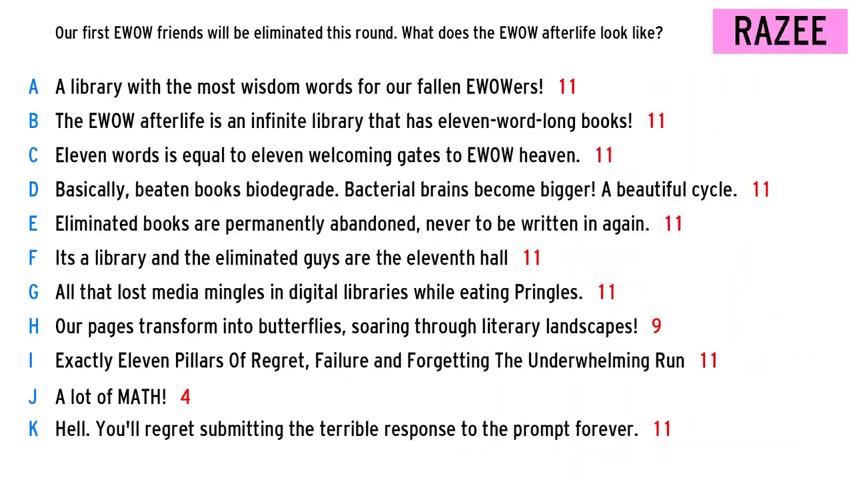 Our first EWOW friends will be eliminated this round. What does the EWOW afterlife look like?
RAZEE
A A library with the most wisdom words for our fallen EWOWers! 11
B The EWOW afterlife is an infinite library that has eleven-word-long books! 11
C Eleven words is equal to eleven welcoming gates to EWOW heaven. 11
D Basically, beaten books biodegrade. Bacterial brains become bigger! A beautiful cycle. 11
E Eliminated books are permanently abandoned, never to be written in again. 11
F Its a library and the eliminated guys are the eleventh hall 11
G All that lost media mingles in digital libraries while eating Pringles. 11
H Our pages transform into butterflies, soaring through literary landscapes! 9
I Exactly Eleven Pillars Of Regret, Failure and Forgetting The Underwhelming Run 11
J A lot of MATH! 4
K Hell. You'll regret submitting the terrible response to the prompt forever. 11